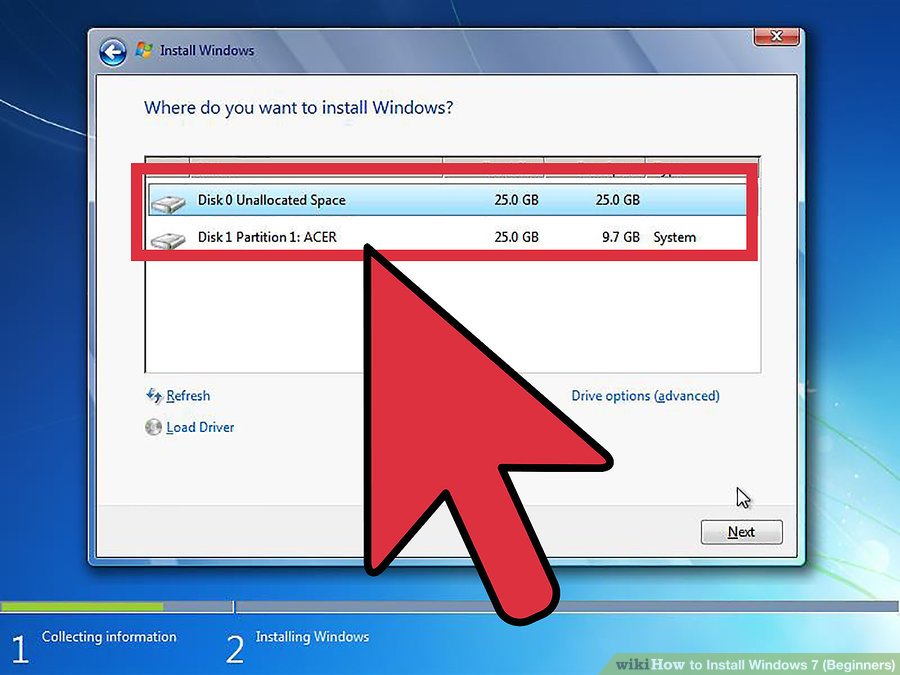 Install Windows
Where do you want to install Windows?
Disk 0 Unallocated Space 25.0 GB 25.0 GB
Disk 1 Partition 1: ACER 25.0 GB 9.7 GB System
Refresh Drive options (advanced)
Load Driver
Next
1 Collecting information 2 Installing Windows
wikiHow to Install Windows 7 (Beginners)